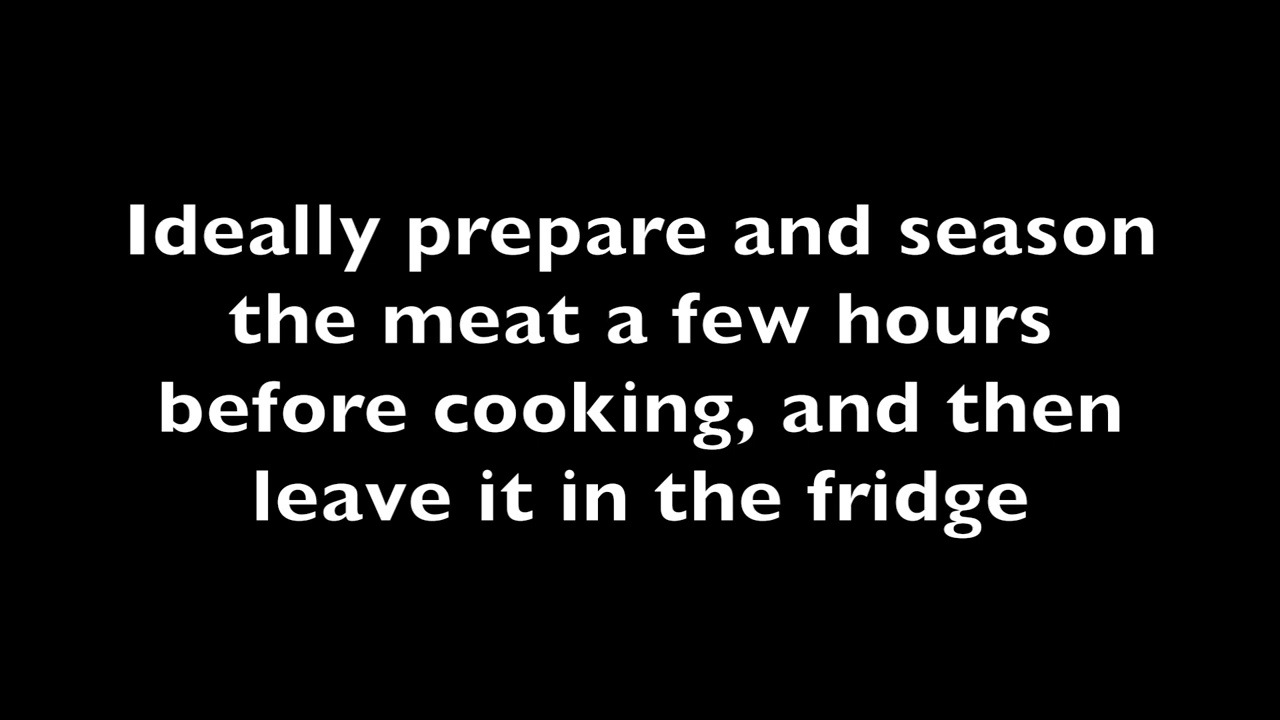 Ideally prepare and season
the meat a few hours
before cooking, and then
leave it in the fridge